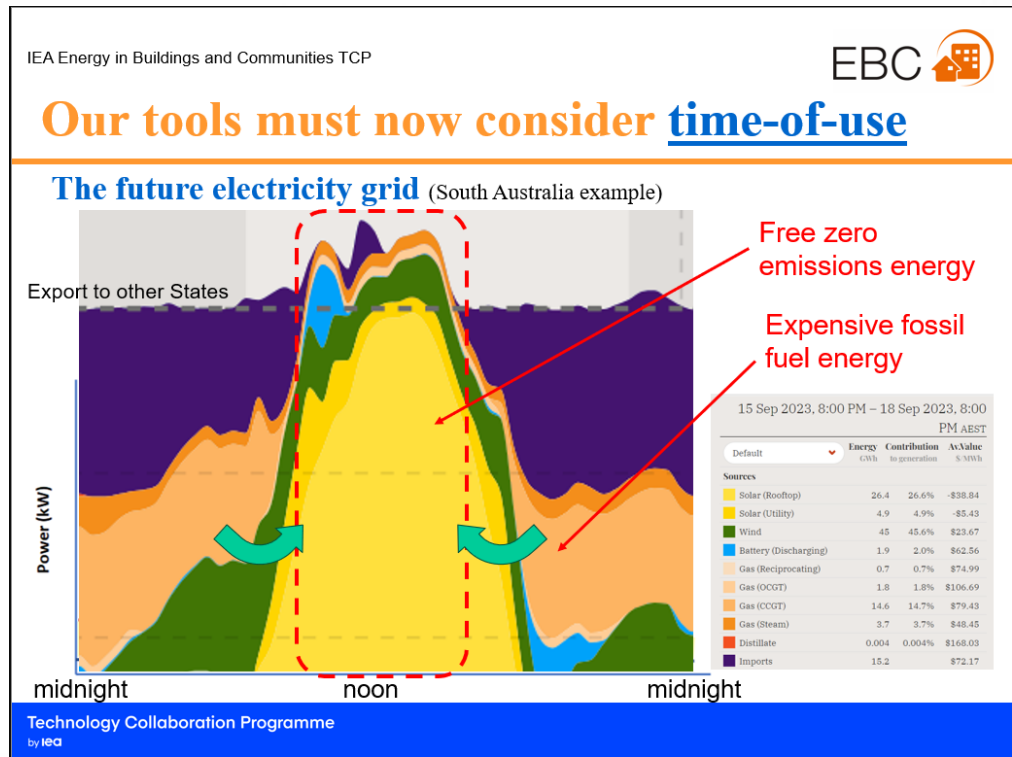 IEA Energy in Buildings and Communities TCP
EBC
Our tools must now consider time-of-use
The future electricity grid (South Australia example)
Free zero
emissions energy
Export to other States
Expensive fossil
fuel energy
Power (kW)
midnight noon midnight
15 Sep 2023, 8:00 PM – 18 Sep 2023, 8:00
PM AEST
Default Energy Contribution Av.Value
GWh to generation $/MWh
Sources
Solar (Rooftop) 26.4 26.6% -$38.84
Solar (Utility) 4.9 4.9% -$5.43
Wind 45 45.6% $23.67
Battery (Discharging) 1.9 2.0% $62.56
Gas (Reciprocating) 0.7 0.7% $74.99
Gas (OCGT) 1.8 1.8% $106.69
Gas (CCGT) 14.6 14.7% $79.43
Gas (Steam) 3.7 3.7% $48.45
Distillate 0.004 0.004% $168.03
Imports 15.2 $72.17
Technology Collaboration Programme
by iea